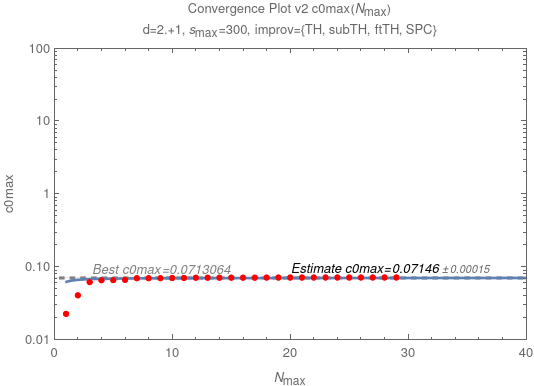 Convergence Plot v2 c0max(Nmax)
d=2.+1, smax=300, improv={TH, subTH, ftTH, SPC}
100
10
1
0.10
0.01
c0max
Best c0max=0.0713064
Estimate c0max=0.07146 ±0.00015
0
10
20
30
40
Nmax